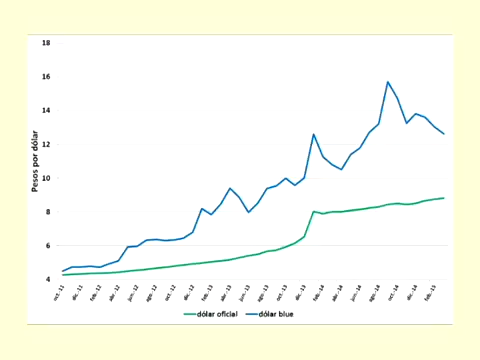 18
16
14
12
10
8
6
4
Pesos por dólar
oct.-11
dic.-11
feb.-12
abr.-12
jun.-12
ago.-12
oct.-12
dic.-12
feb.-13
abr.-13
jun.-13
ago.-13
oct.-13
dic.-13
feb.-14
abr.-14
jun.-14
ago.-14
oct.-14
dic.-14
feb.-15
dólar oficial
dólar blue